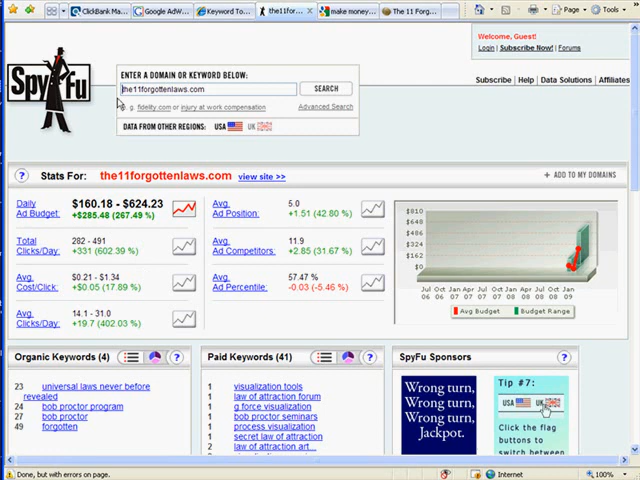 ClickBank Ma...
Google AdW...
Keyword To...
the11for...
make money...
The 11 Forg...
Page
Tools
Welcome, Guest!
Login | Subscribe Now! | Forums
Spy Fu
ENTER A DOMAIN OR KEYWORD BELOW:
the11forgottenlaws.com
SEARCH
e. g. fidelity.com or injury at work compensation
Advanced Search
DATA FROM OTHER REGIONS: USA UK
Subscribe | Help | Data Solutions | Affiliates
? Stats For: the11forgottenlaws.com view site >>
+ ADD TO MY DOMAINS
Daily Ad Budget: $160.18 - $624.23
+$285.48 (267.49 %)
Total Clicks/Day: 282 - 491
+331 (602.39 %)
Avg. Cost/Click: $0.21 - $1.34
+$0.05 (17.89 %)
Avg. Clicks/Day: 14.1 - 31.0
+19.7 (402.03 %)
Avg. Ad Position: 5.0
+1.51 (42.80 %)
Avg. Ad Competitors: 11.9
+2.85 (31.67 %)
Avg. Ad Percentile: 57.47 %
-0.03 (-5.46 %)
$810
$648
$486
$324
$162
$0
Jul 06 Oct 06 Jan 07 Apr 07 Jul 07 Oct 07 Jan 08 Apr 08 Jul 08 Oct 08 Jan 09
Avg Budget Budget Range
Organic Keywords (4) ?
23 universal laws never before revealed
24 bob proctor program
27 bob proctor
49 forgotten
Paid Keywords (41) ?
1 visualization tools
1 law of attraction forum
1 g force visualization
1 bob proctor seminars
1 process visualization
1 secret law of attraction
2 law of attraction art...
SpyFu Sponsors ?
Wrong turn,
Wrong turn,
Wrong turn,
Jackpot.
Tip #7:
USA UK
Click the flag
buttons to
switch between
Done, but with errors on page.
Internet
100%